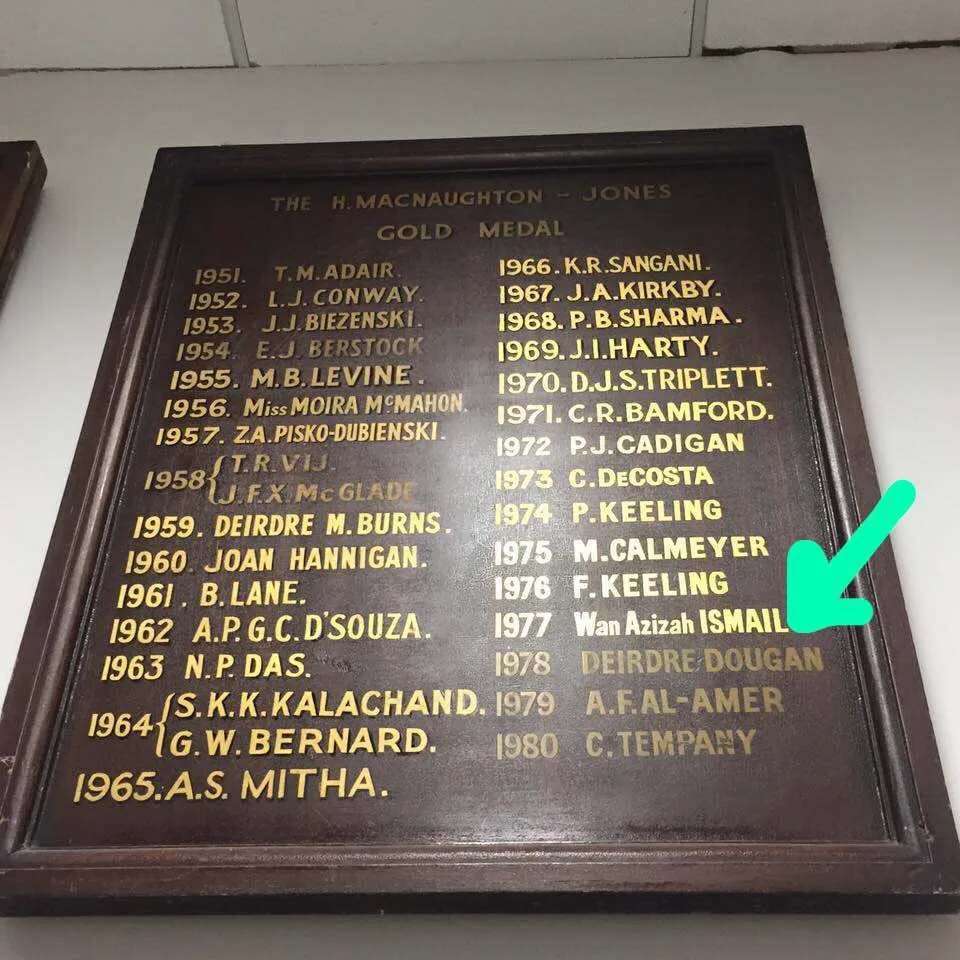 THE H. MACNAUGHTON - JONES
GOLD MEDAL
1951. T.M. ADAIR.
1952. L.J. CONWAY.
1953. J.J. BIEZENSKI.
1954. E.J. BERSTOCK
1955. M.B. LEVINE.
1956. Miss MOIRA McMAHON.
1957. Z.A. PISKO-DUBIENSKI.
1958 { T.R. VIJ.
J.F.X. McGLADE
1959. DEIRDRE M. BURNS.
1960. JOAN HANNIGAN.
1961. B. LANE.
1962 A.P.G.C. D'SOUZA.
1963 N.P. DAS.
1964 { S.K.K. KALACHAND.
G.W. BERNARD.
1965. A.S. MITHA.
1966. K.R. SANGANI.
1967. J.A. KIRKBY.
1968. P.B. SHARMA.
1969. J.I. HARTY.
1970. D.J.S. TRIPLETT.
1971. C.R. BAMFORD.
1972 P.J. CADIGAN
1973 C. DeCOSTA
1974 P. KEELING
1975 M. CALMEYER
1976 F. KEELING
1977 Wan Azizah ISMAIL
1978 DEIRDRE DOUGAN
1979 A.F. AL-AMER
1980 C. TEMPANY